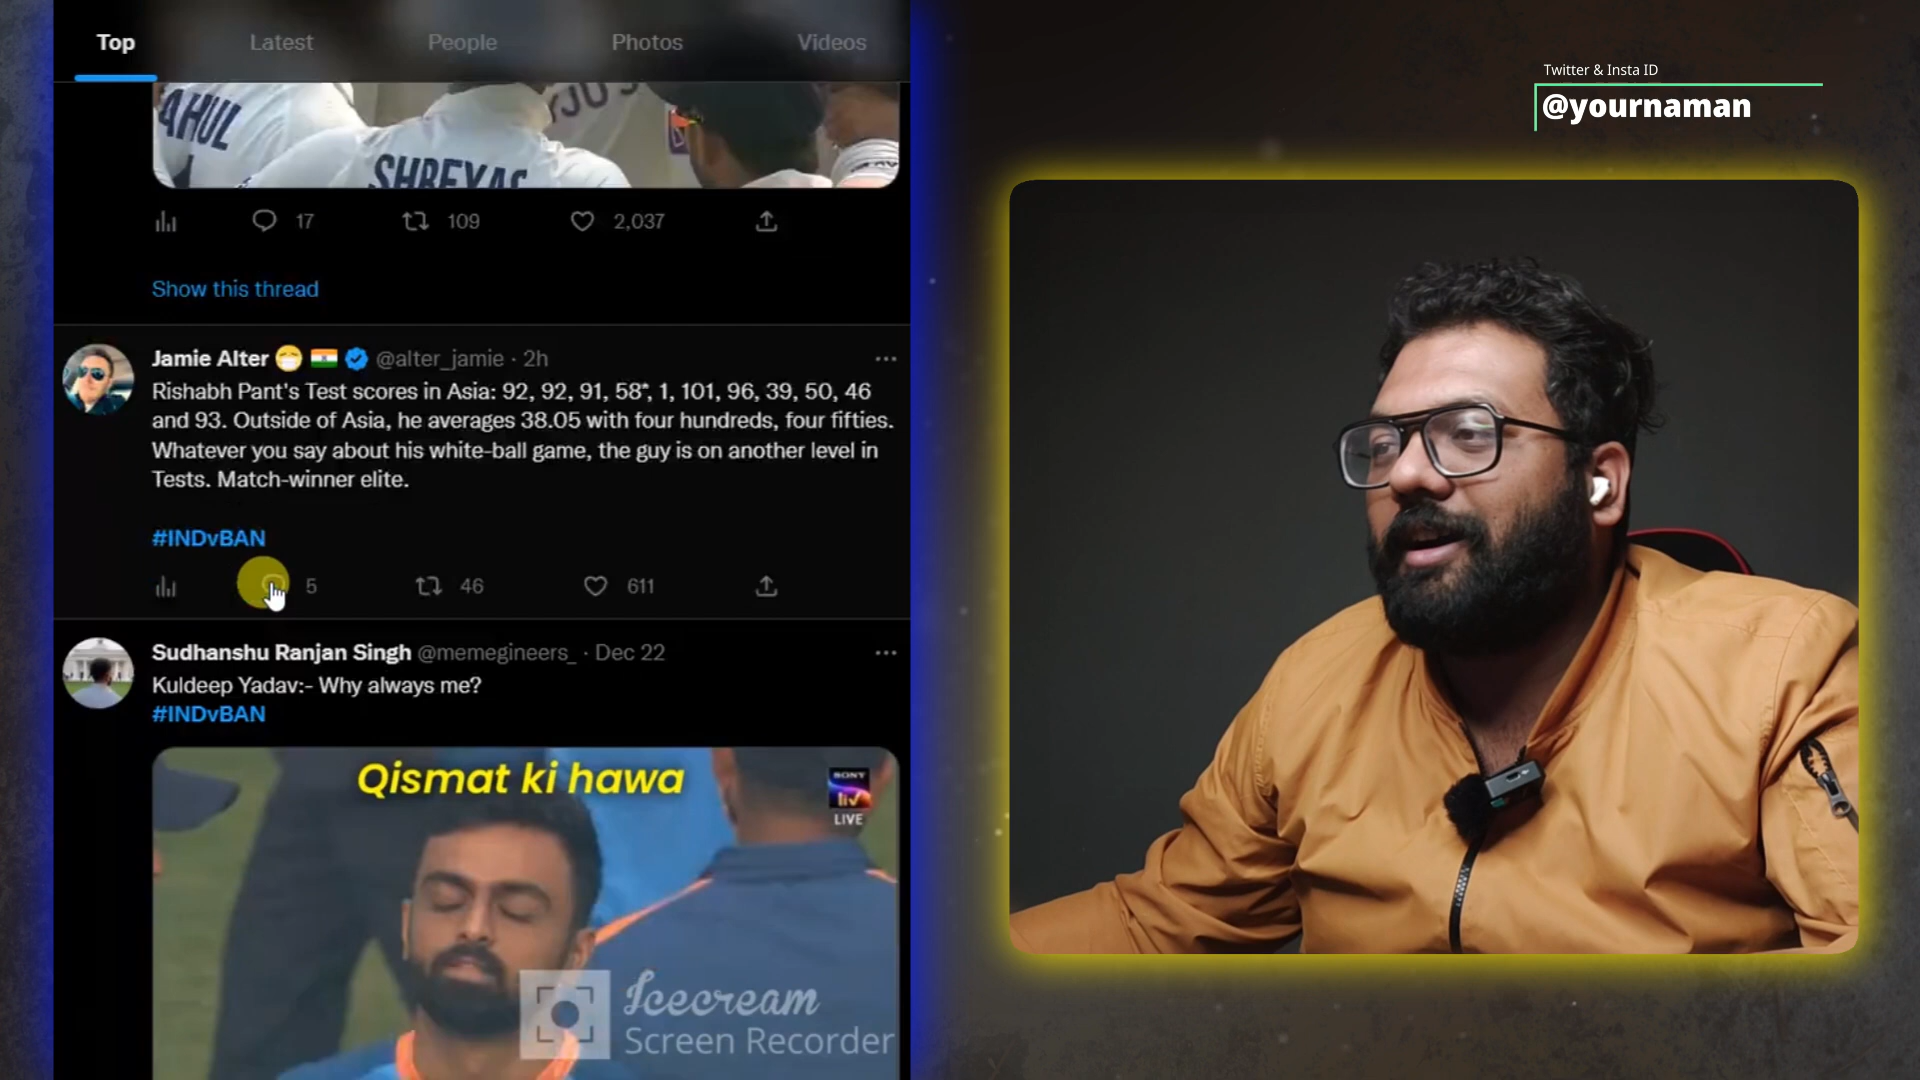 Top Latest People Photos Videos
AHUL
SHREYAS
17 109 2,037
Show this thread
Jamie Alter @alter_jamie · 2h
Rishabh Pant's Test scores in Asia: 92, 92, 91, 58*, 1, 101, 96, 39, 50, 46
and 93. Outside of Asia, he averages 38.05 with four hundreds, four fifties.
Whatever you say about his white-ball game, the guy is on another level in
Tests. Match-winner elite.
#INDvBAN
5 46 611
Sudhanshu Ranjan Singh @memegineers_ · Dec 22
Kuldeep Yadav:- Why always me?
#INDvBAN
Qismat ki hawa
SONY
liv
LIVE
Icecream
Screen Recorder
Twitter & Insta ID
@yournaman